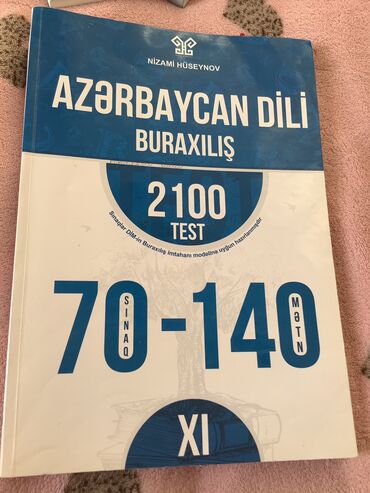 NİZAMİ HÜSEYNOV
AZƏRBAYCAN DİLİ
BURAXILIŞ
2100
TEST
Sınaqlar DİM-in Buraxılış imtahanı modelinə uyğun hazırlanmışdır
70 SINAQ - 140 MƏTN
XI